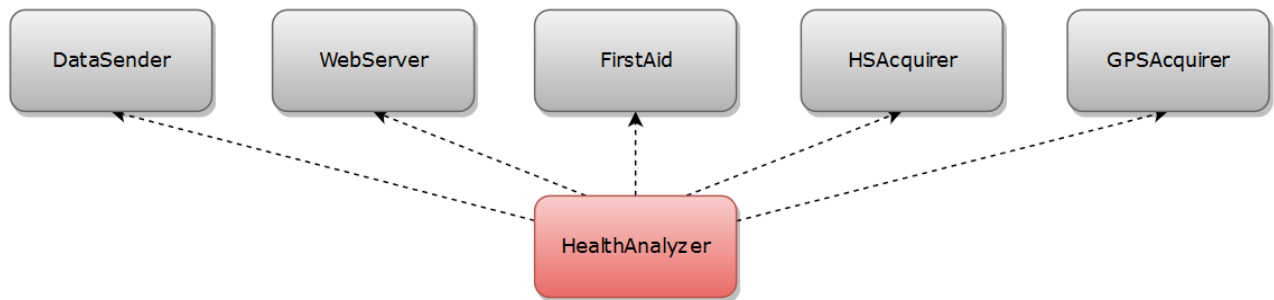 DataSender
WebServer
FirstAid
HSAcquirer
GPSAcquirer
HealthAnalyzer